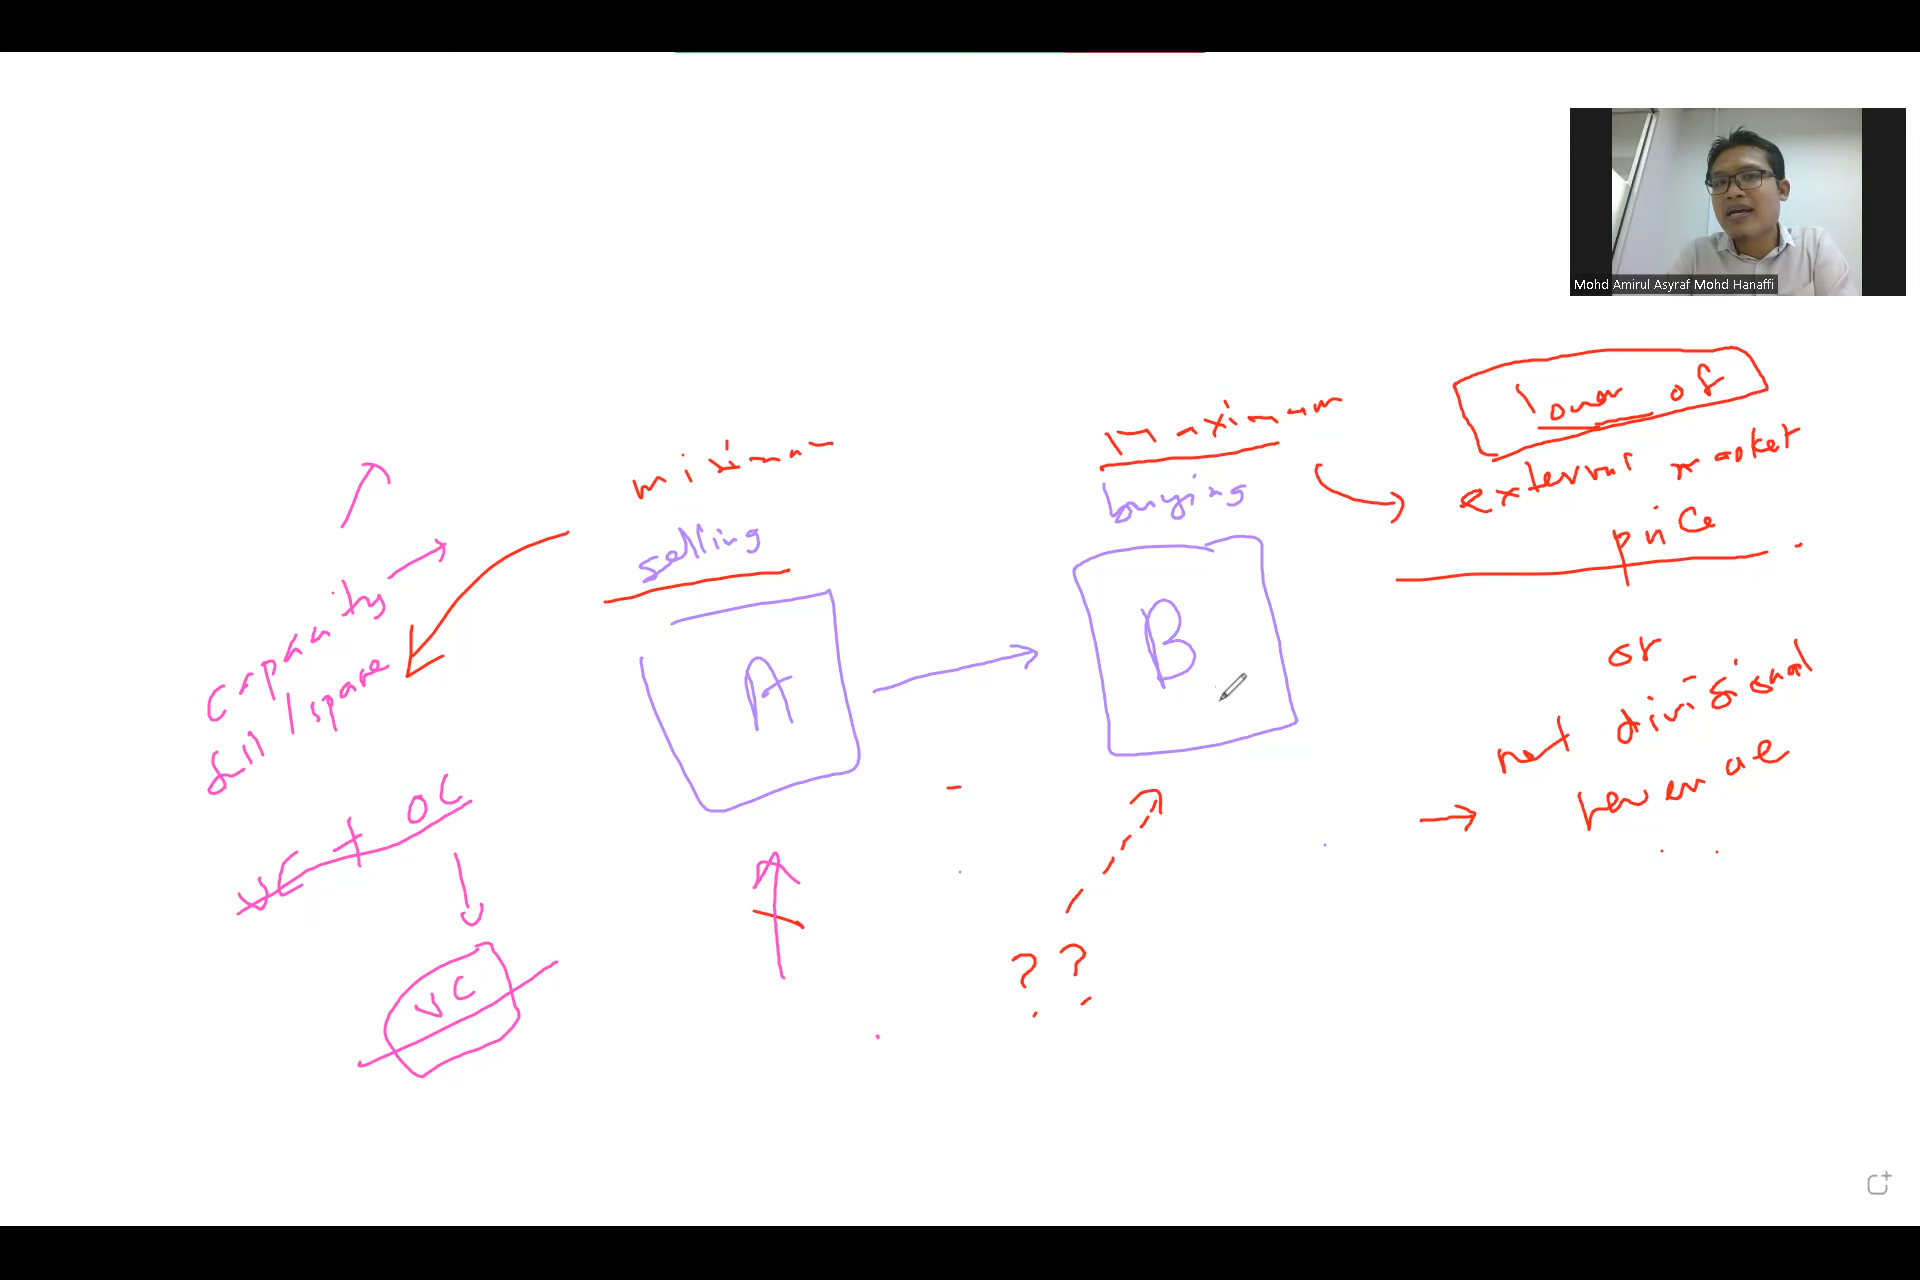 Mohd Amirul Asyraf Mohd Hanaffi
lower of
external market
price
or
net divisional
revenue
Maximum
buying
B
minimum
selling
A
capacity
full / spare
VC + OC
VC
? ?